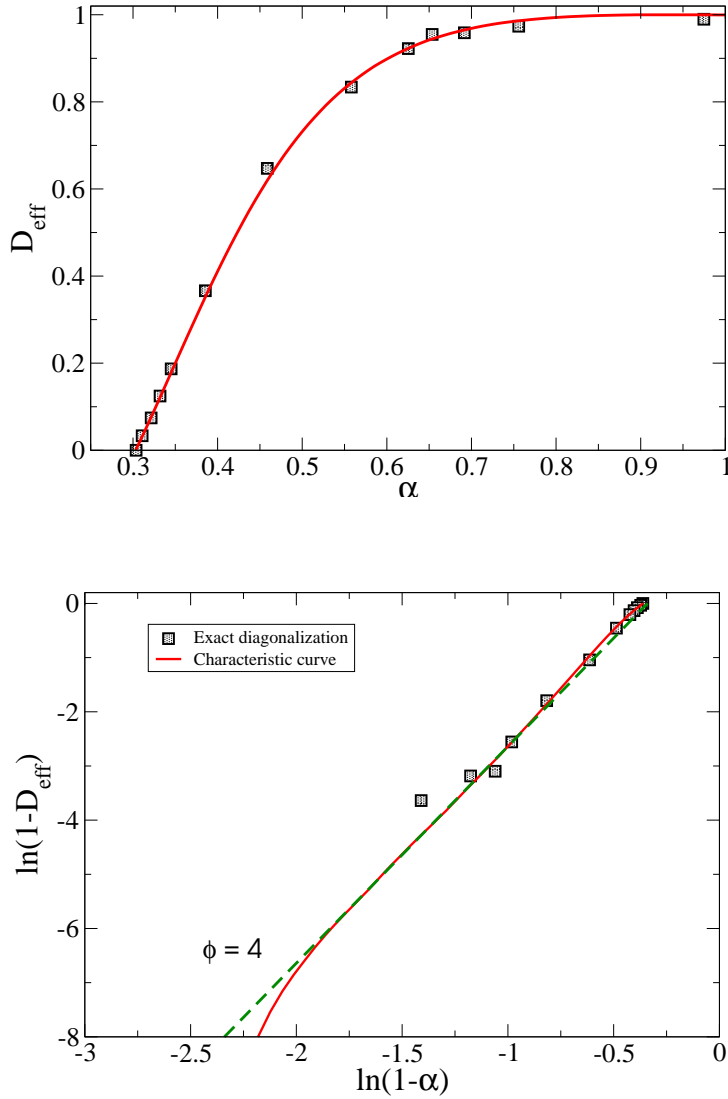 1
0.8
0.6
0.4
0.2
0
D_eff
0.3 0.4 0.5 0.6 0.7 0.8 0.9 1
α
0
-2
-4
-6
-8
ln(1-D_eff)
Exact diagonalization
Characteristic curve
ϕ = 4
-3 -2.5 -2 -1.5 -1 -0.5 0
ln(1-α)